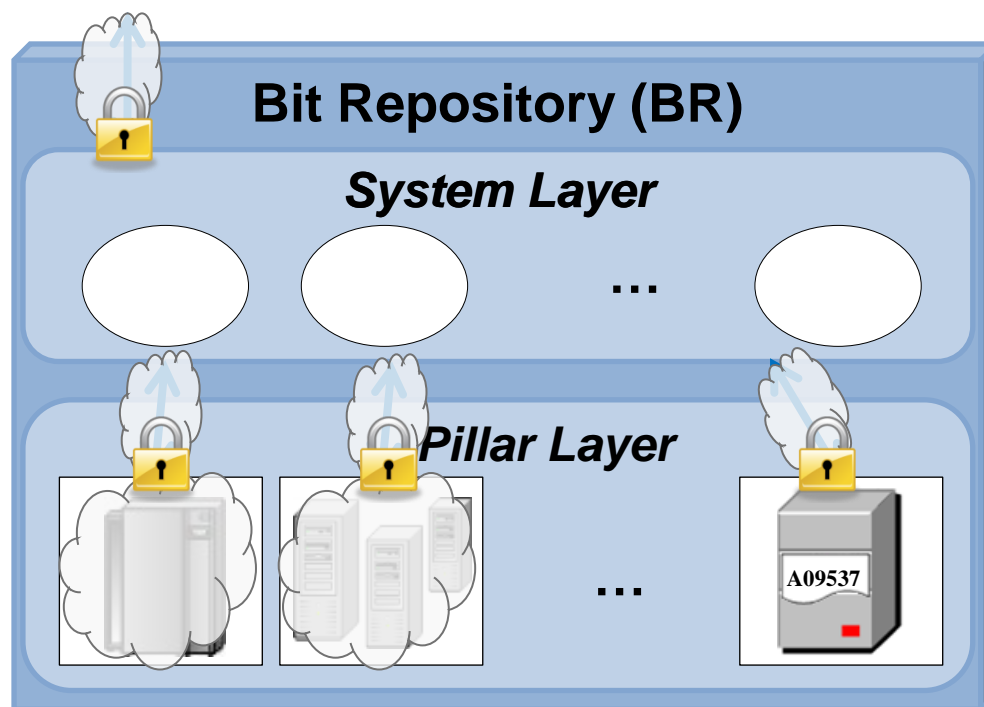 Bit Repository (BR)
System Layer
...
Pillar Layer
A09537
...